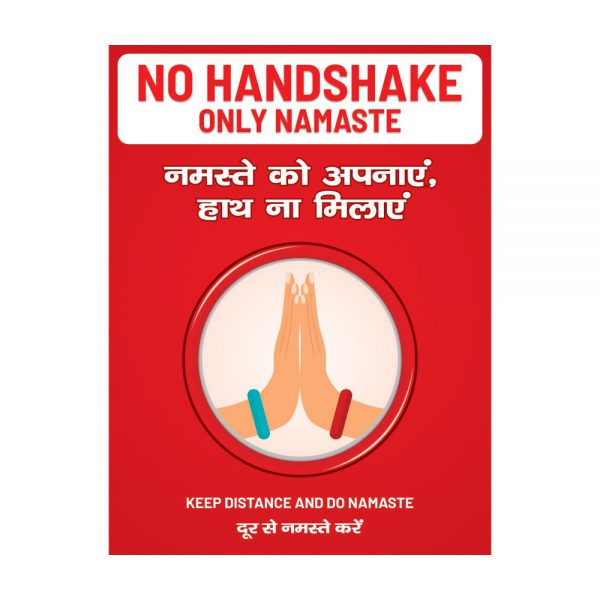 NO HANDSHAKE
ONLY NAMASTE
नमस्ते को अपनाएं,
हाथ ना मिलाएं
KEEP DISTANCE AND DO NAMASTE
दूर से नमस्ते करें